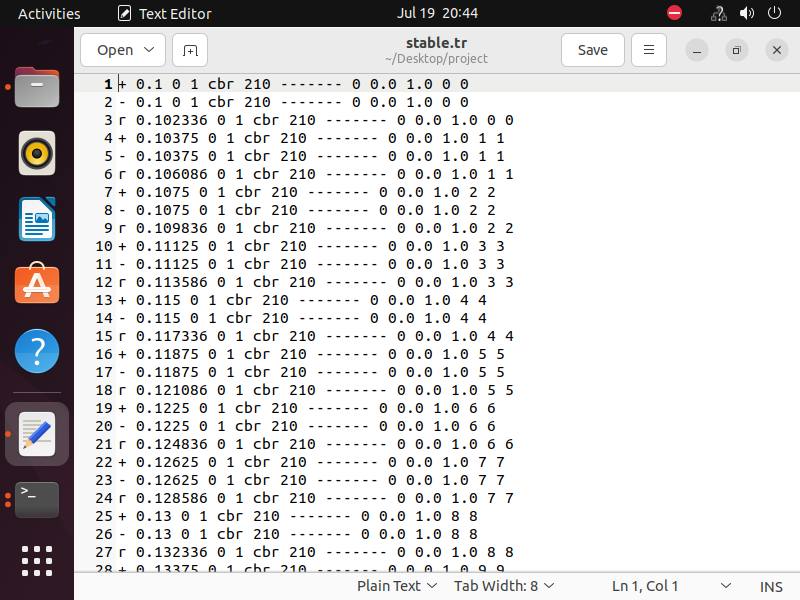 Activities
Text Editor
Jul 19 20:44
Open
stable.tr
~/Desktop/project
Save
1 + 0.1 0 1 cbr 210 ------- 0 0.0 1.0 0 0
2 - 0.1 0 1 cbr 210 ------- 0 0.0 1.0 0 0
3 r 0.102336 0 1 cbr 210 ------- 0 0.0 1.0 0 0
4 + 0.10375 0 1 cbr 210 ------- 0 0.0 1.0 1 1
5 - 0.10375 0 1 cbr 210 ------- 0 0.0 1.0 1 1
6 r 0.106086 0 1 cbr 210 ------- 0 0.0 1.0 1 1
7 + 0.1075 0 1 cbr 210 ------- 0 0.0 1.0 2 2
8 - 0.1075 0 1 cbr 210 ------- 0 0.0 1.0 2 2
9 r 0.109836 0 1 cbr 210 ------- 0 0.0 1.0 2 2
10 + 0.11125 0 1 cbr 210 ------- 0 0.0 1.0 3 3
11 - 0.11125 0 1 cbr 210 ------- 0 0.0 1.0 3 3
12 r 0.113586 0 1 cbr 210 ------- 0 0.0 1.0 3 3
13 + 0.115 0 1 cbr 210 ------- 0 0.0 1.0 4 4
14 - 0.115 0 1 cbr 210 ------- 0 0.0 1.0 4 4
15 r 0.117336 0 1 cbr 210 ------- 0 0.0 1.0 4 4
16 + 0.11875 0 1 cbr 210 ------- 0 0.0 1.0 5 5
17 - 0.11875 0 1 cbr 210 ------- 0 0.0 1.0 5 5
18 r 0.121086 0 1 cbr 210 ------- 0 0.0 1.0 5 5
19 + 0.1225 0 1 cbr 210 ------- 0 0.0 1.0 6 6
20 - 0.1225 0 1 cbr 210 ------- 0 0.0 1.0 6 6
21 r 0.124836 0 1 cbr 210 ------- 0 0.0 1.0 6 6
22 + 0.12625 0 1 cbr 210 ------- 0 0.0 1.0 7 7
23 - 0.12625 0 1 cbr 210 ------- 0 0.0 1.0 7 7
24 r 0.128586 0 1 cbr 210 ------- 0 0.0 1.0 7 7
25 + 0.13 0 1 cbr 210 ------- 0 0.0 1.0 8 8
26 - 0.13 0 1 cbr 210 ------- 0 0.0 1.0 8 8
27 r 0.132336 0 1 cbr 210 ------- 0 0.0 1.0 8 8
28 + 0.13375 0 1 cbr 210 ------- 0 0.0 1.0 9 9
Plain Text
Tab Width: 8
Ln 1, Col 1
INS